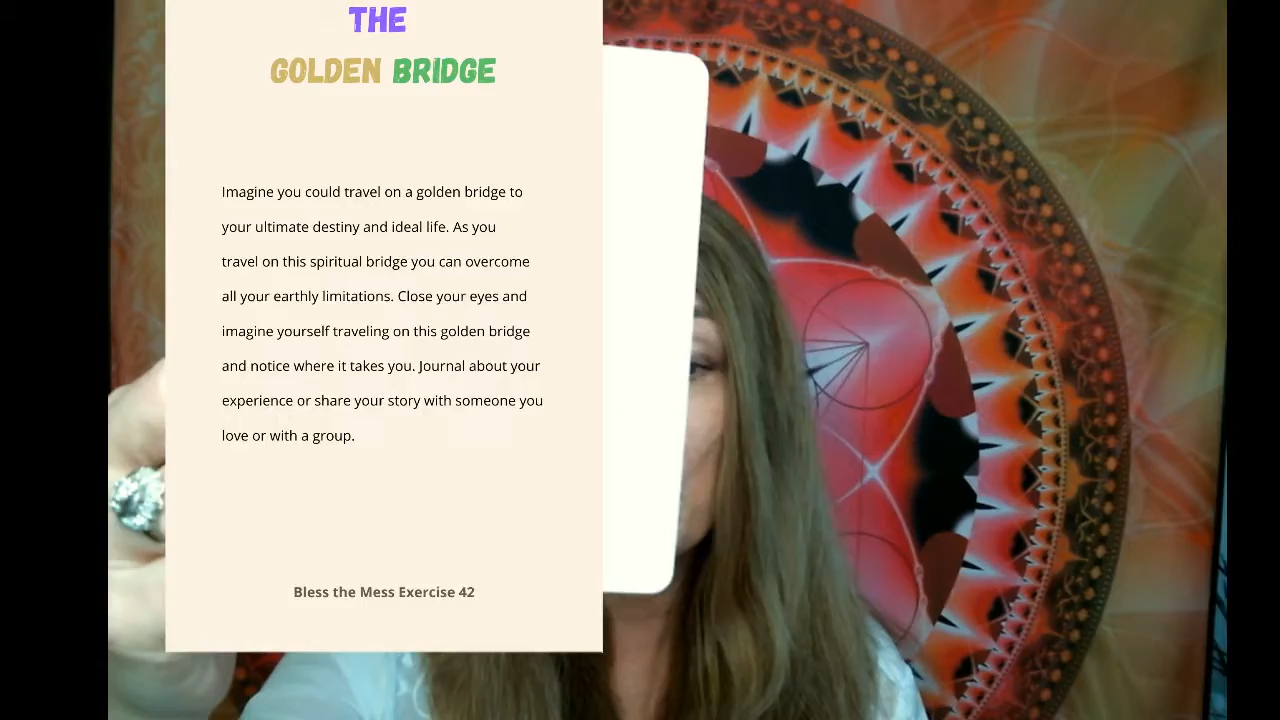 THE
GOLDEN BRIDGE
Imagine you could travel on a golden bridge to
your ultimate destiny and ideal life. As you
travel on this spiritual bridge you can overcome
all your earthly limitations. Close your eyes and
imagine yourself traveling on this golden bridge
and notice where it takes you. Journal about your
experience or share your story with someone you
love or with a group.
Bless the Mess Exercise 42